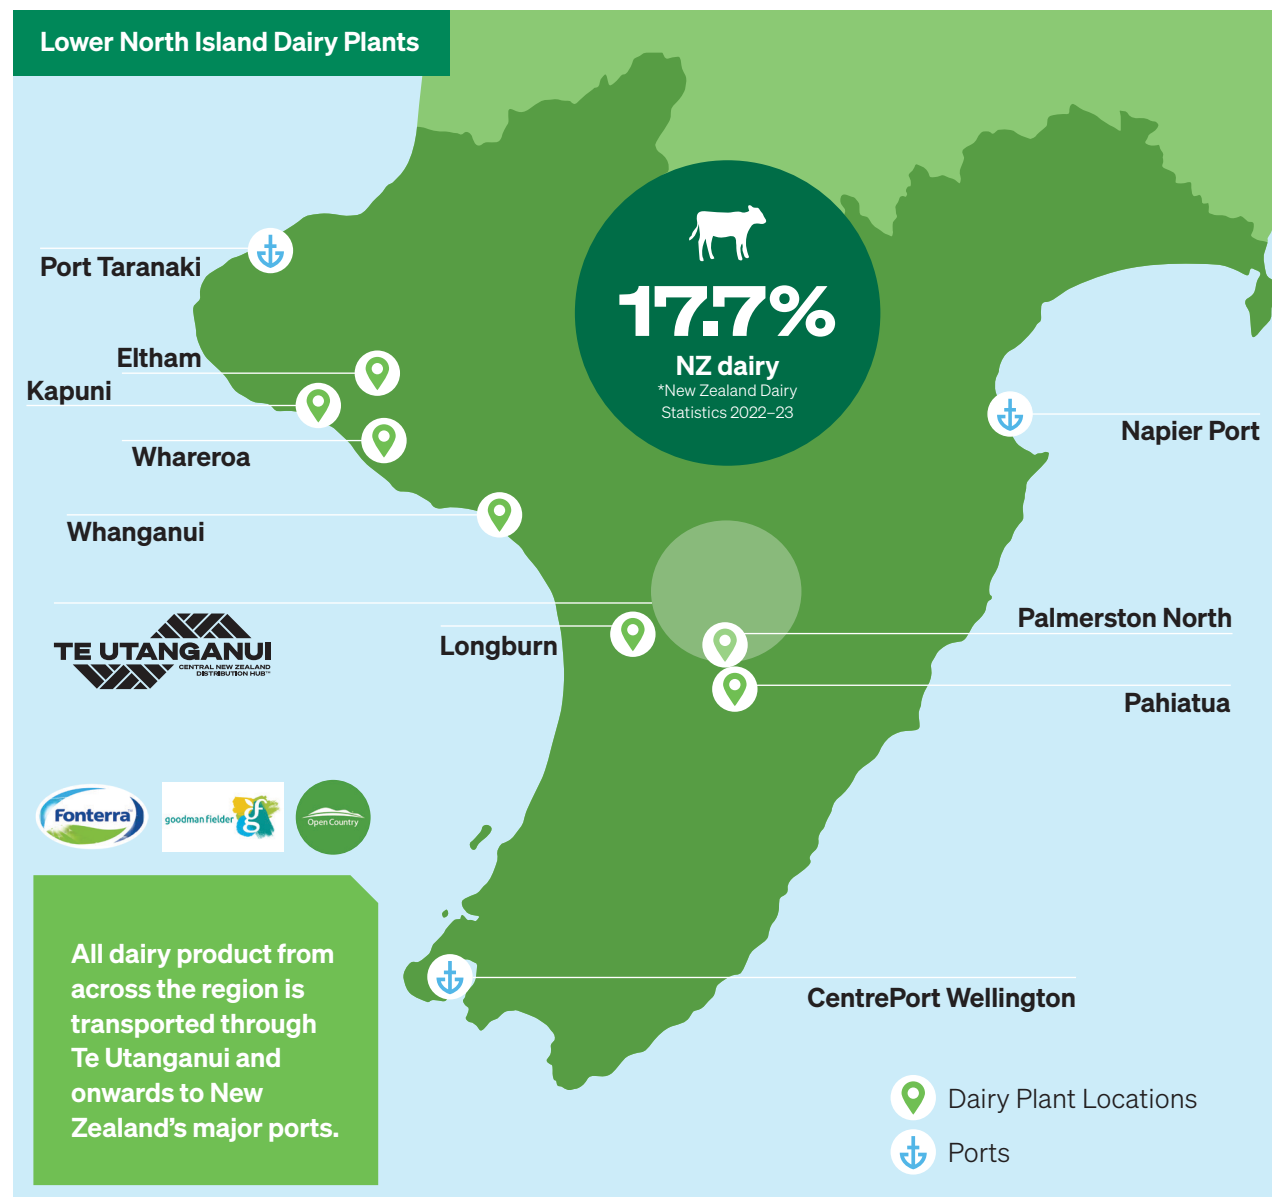 Lower North Island Dairy Plants
17.7%
NZ dairy
*New Zealand Dairy
Statistics 2022–23
Port Taranaki
Eltham
Kapuni
Whareroa
Whanganui
Napier Port
TE UTANGANUI
CENTRAL NEW ZEALAND
DISTRIBUTION HUB™
Longburn
Palmerston North
Pahiatua
Fonterra
goodman fielder
gf
Open Country
All dairy product from
across the region is
transported through
Te Utanganui and
onwards to New
Zealand’s major ports.
CentrePort Wellington
Dairy Plant Locations
Ports